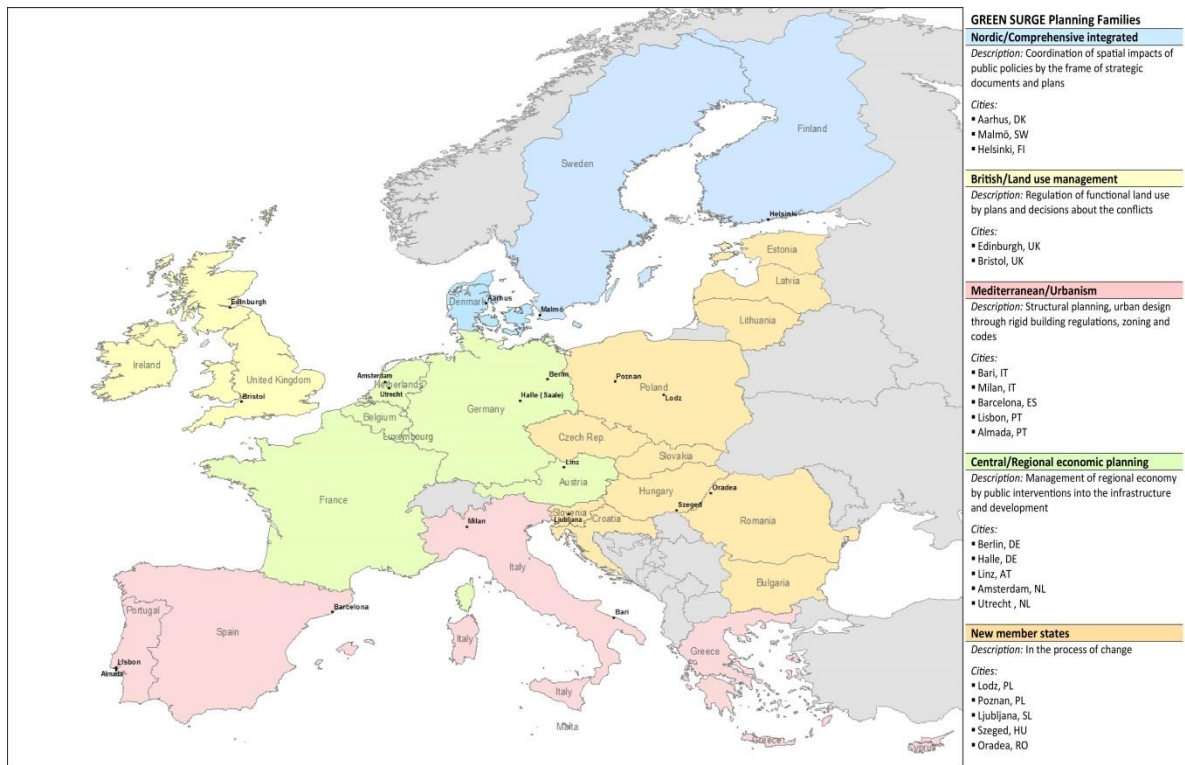 Finland
Sweden
Helsinki
Estonia
Latvia
Lithuania
Denmark
Aarhus
Malmö
Edinburgh
Ireland
United Kingdom
Bristol
Amsterdam
Netherlands
Utrecht
Berlin
Halle (Saale)
Germany
Poznan
Poland
Lodz
Belgium
Luxembourg
Czech Rep.
Slovakia
Linz
Austria
France
Hungary
Oradea
Szeged
Slovenia
Ljubljana
Croatia
Romania
Milan
Italy
Bulgaria
Portugal
Spain
Barcelona
Bari
Lisbon
Almada
Italy
Greece
Italy
Malta
Greece
Cyprus
GREEN SURGE Planning Families
Nordic/Comprehensive integrated
Description: Coordination of spatial impacts of
public policies by the frame of strategic
documents and plans
Cities:
▪ Aarhus, DK
▪ Malmö, SW
▪ Helsinki, FI
British/Land use management
Description: Regulation of functional land use
by plans and decisions about the conflicts
Cities:
▪ Edinburgh, UK
▪ Bristol, UK
Mediterranean/Urbanism
Description: Structural planning, urban design
through rigid building regulations, zoning and
codes
Cities:
▪ Bari, IT
▪ Milan, IT
▪ Barcelona, ES
▪ Lisbon, PT
▪ Almada, PT
Central/Regional economic planning
Description: Management of regional economy
by public interventions into the infrastructure
and development
Cities:
▪ Berlin, DE
▪ Halle, DE
▪ Linz, AT
▪ Amsterdam, NL
▪ Utrecht , NL
New member states
Description: In the process of change
Cities:
▪ Lodz, PL
▪ Poznan, PL
▪ Ljubljana, SL
▪ Szeged, HU
▪ Oradea, RO